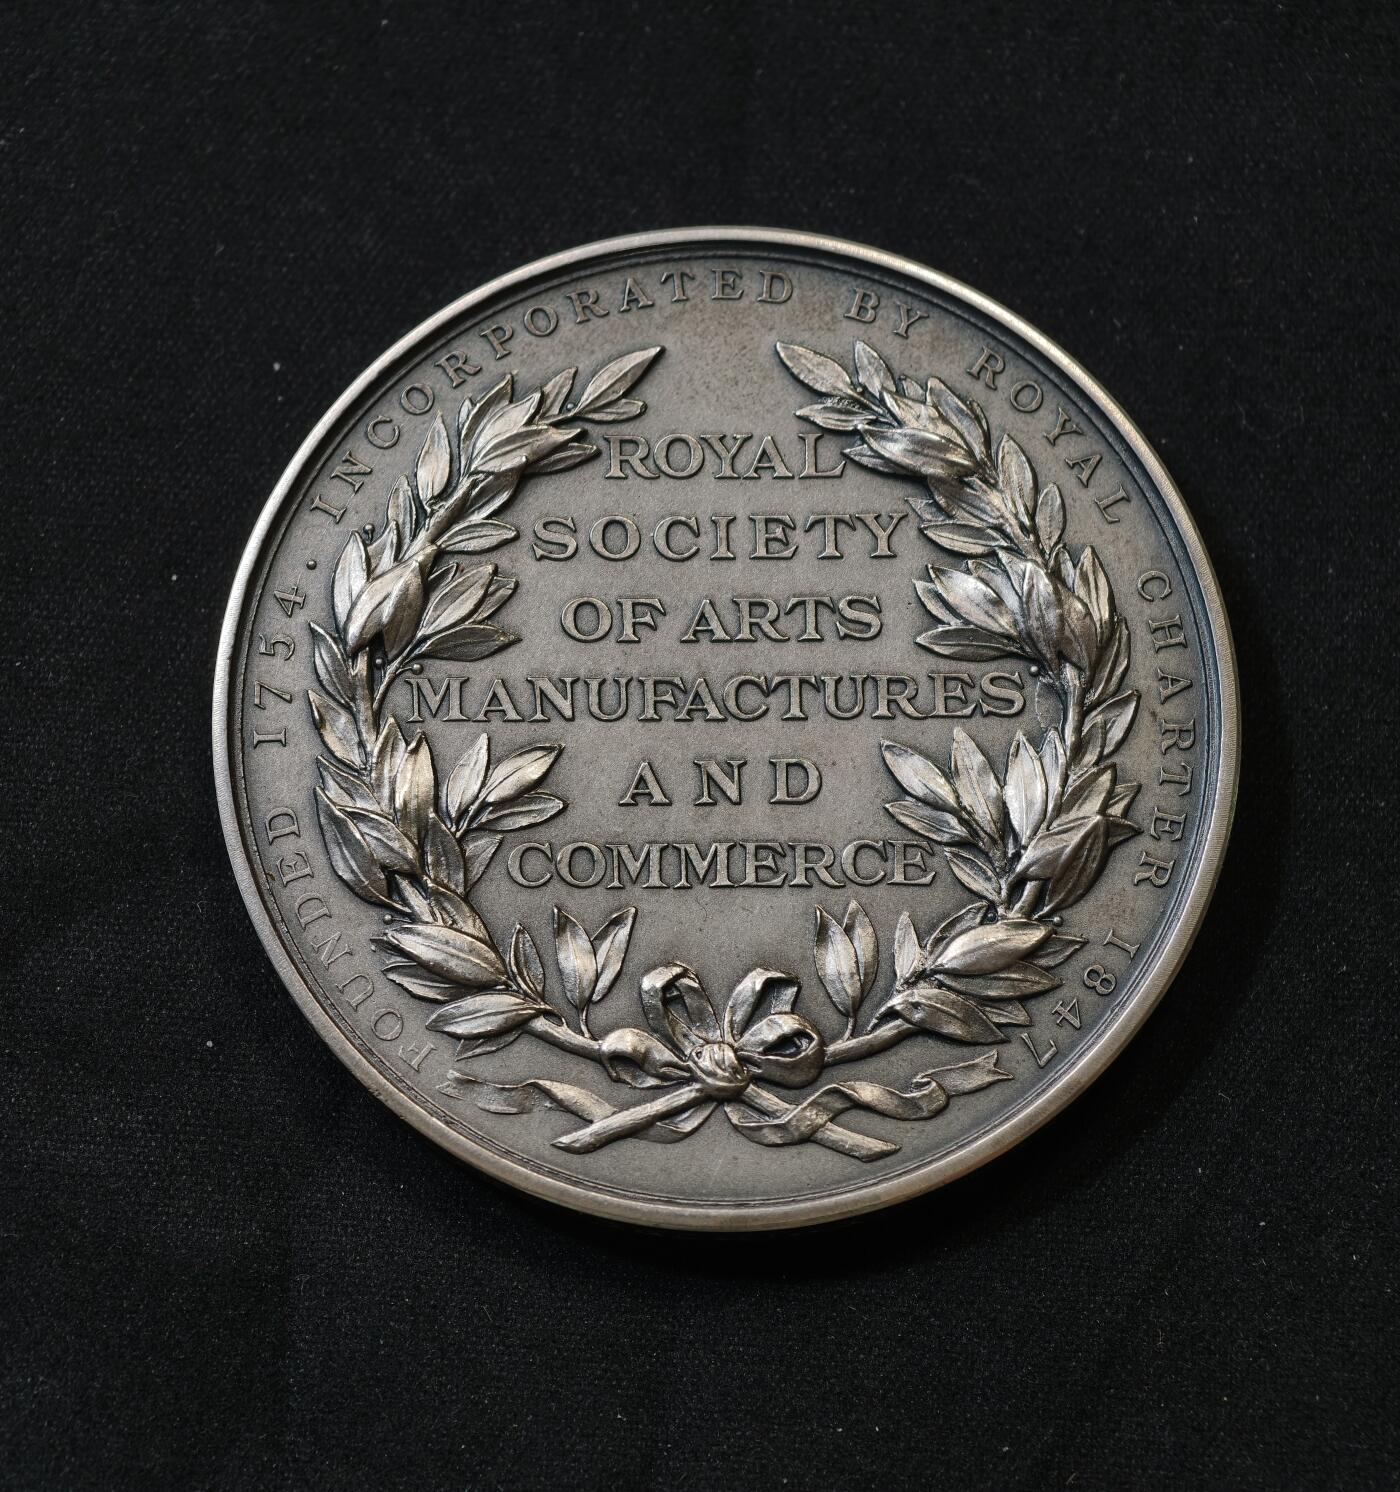 FOUNDED 1754 · INCORPORATED BY ROYAL CHARTER 1847
ROYAL
SOCIETY
OF ARTS
MANUFACTURES
AND
COMMERCE